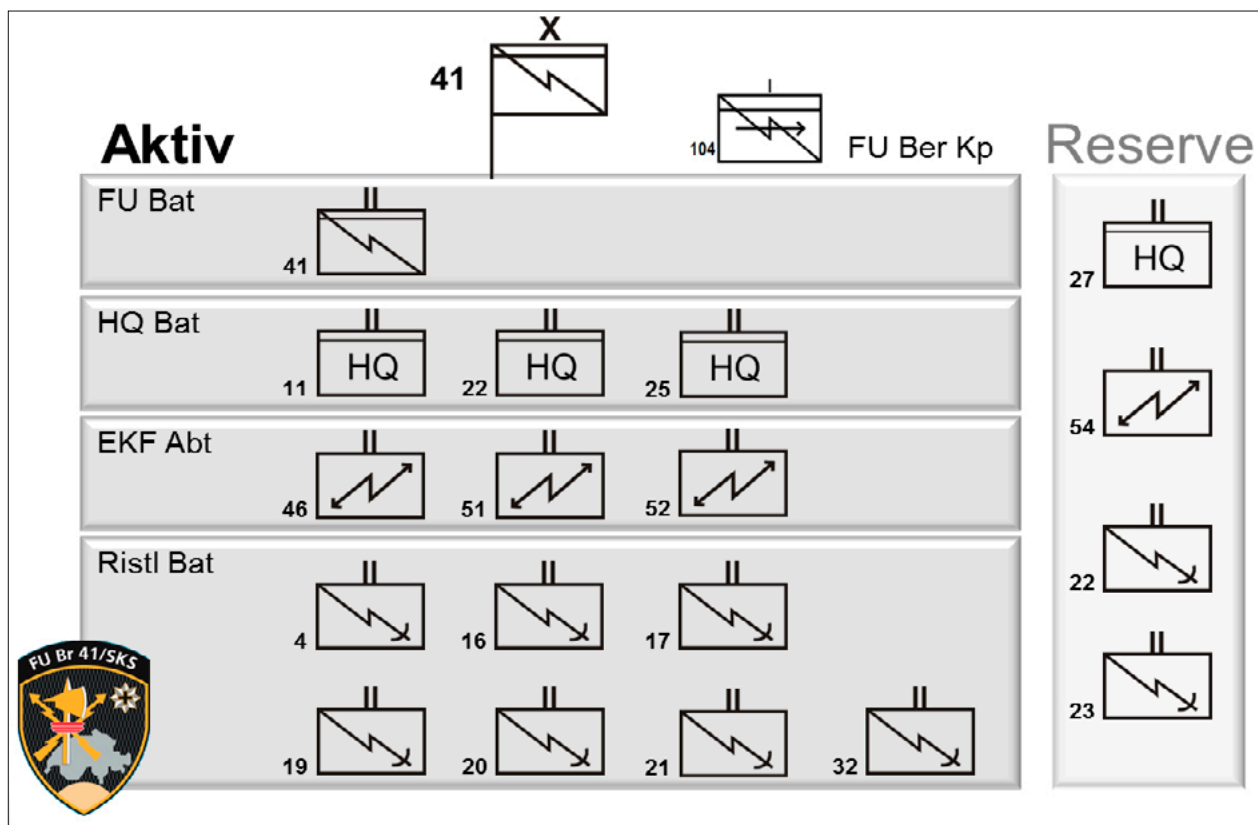 X
41
104
FU Ber Kp
Aktiv
Reserve
FU Bat
41
HQ
27
HQ Bat
HQ
HQ
HQ
11
22
25
54
EKF Abt
46
51
52
Ristl Bat
22
4
16
17
FU Br 41/SKS
23
19
20
21
32